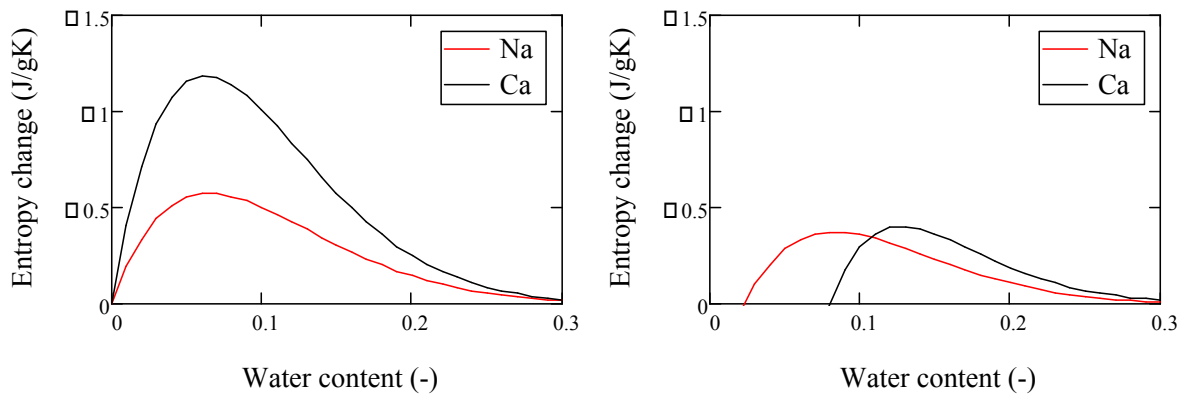 Entropy change (J/gK)
□ 1.5
□ 1
□ 0.5
0
Na
Ca
0
0.1
0.2
0.3
Water content (-)
Entropy change (J/gK)
□ 1.5
□ 1
□ 0.5
0
Na
Ca
0
0.1
0.2
0.3
Water content (-)